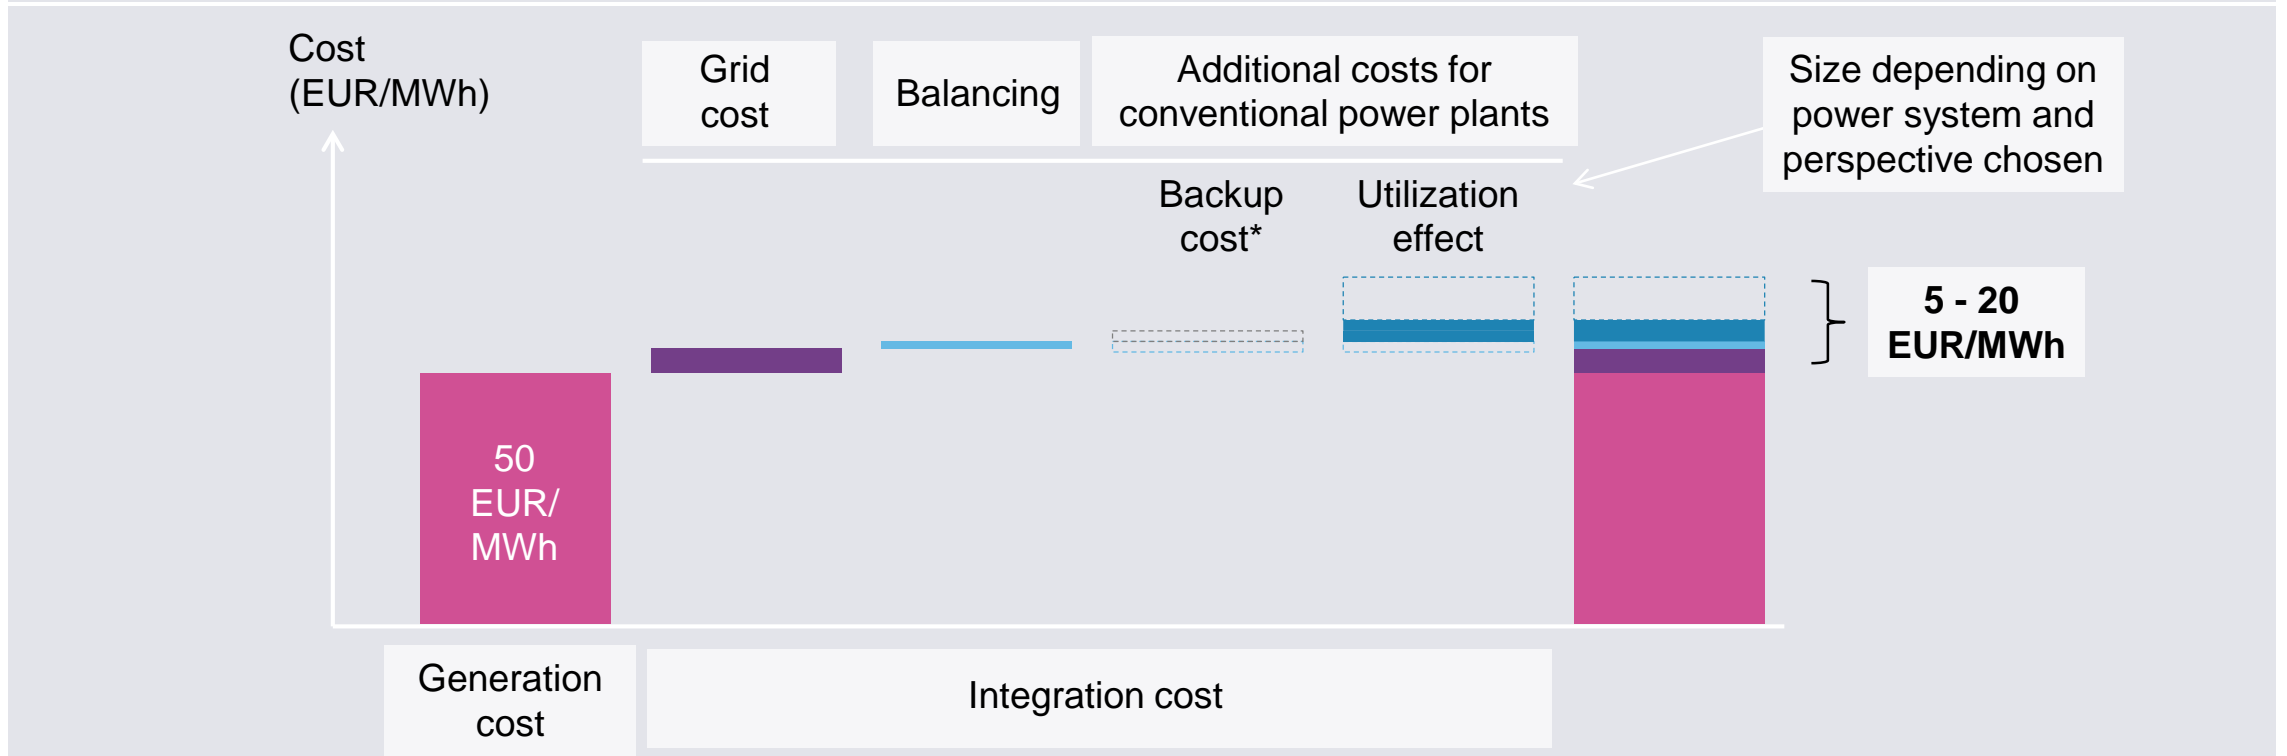 Cost
(EUR/MWh)
Grid
cost
Balancing
Additional costs for
conventional power plants
Size depending on
power system and
perspective chosen
Backup
cost*
Utilization
effect
5 - 20
EUR/MWh
50
EUR/
MWh
Generation
cost
Integration cost